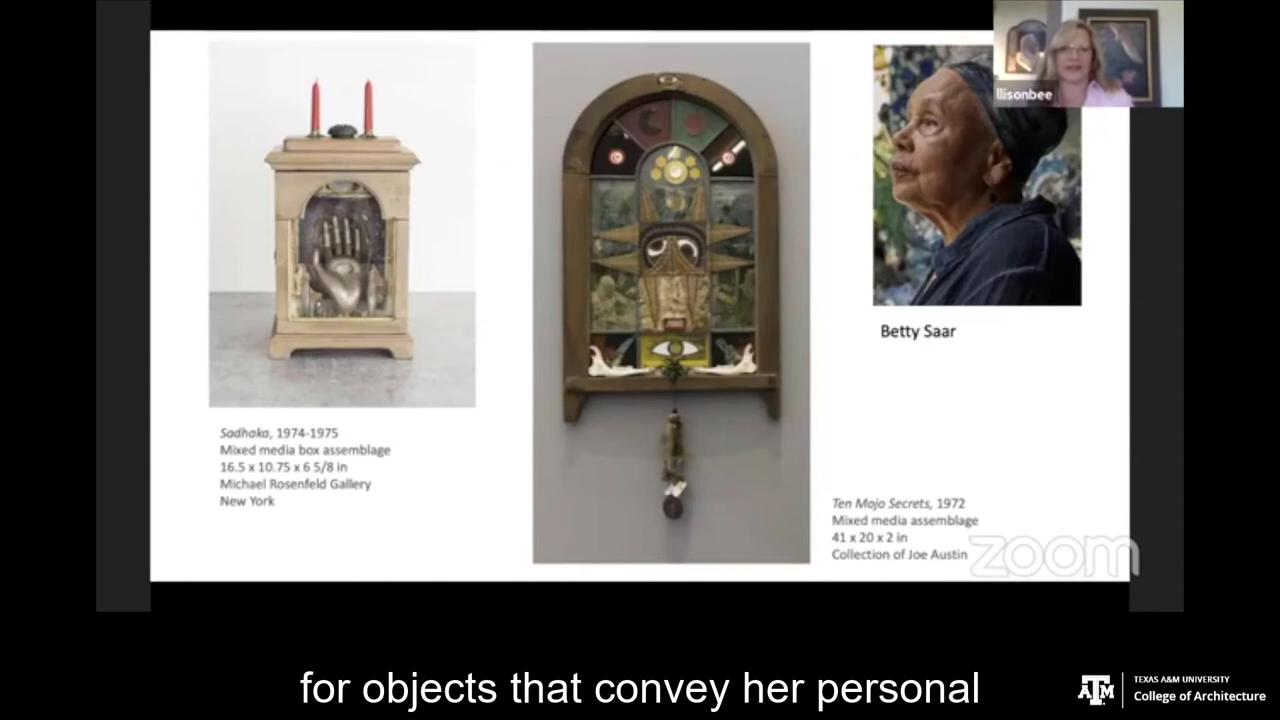 llisonbee
Betty Saar
Sadhaka, 1974-1975
Mixed media box assemblage
16.5 x 10.75 x 6 5/8 in
Michael Rosenfeld Gallery
New York
Ten Mojo Secrets, 1972
Mixed media assemblage
41 x 20 x 2 in
Collection of Joe Austin
zoom
for objects that convey her personal
ATM
TEXAS A&M UNIVERSITY
College of Architecture